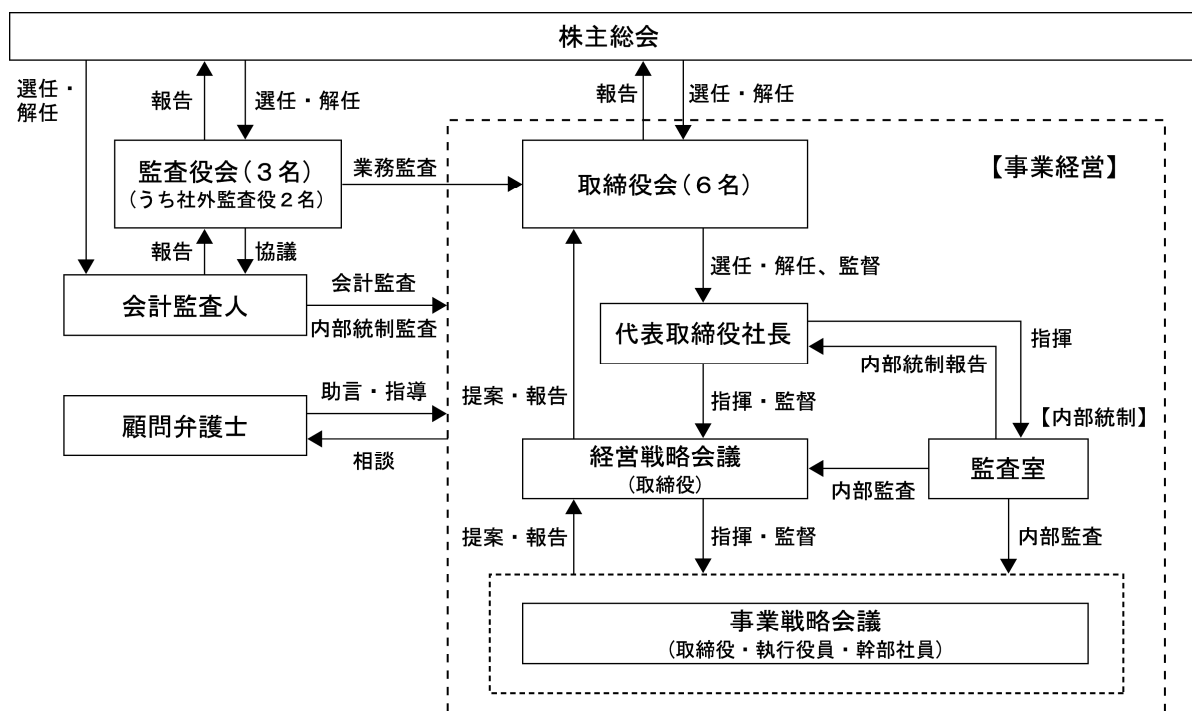 株主総会
選任・
解任
報告
選任・解任
報告
選任・解任
監査役会（３名）
（うち社外監査役２名）
業務監査
取締役会（６名）
【事業経営】
報告
協議
選任・解任、監督
会計監査人
会計監査
内部統制監査
代表取締役社長
指揮
内部統制報告
顧問弁護士
助言・指導
相談
提案・報告
指揮・監督
【内部統制】
経営戦略会議
（取締役）
内部監査
監査室
提案・報告
指揮・監督
内部監査
事業戦略会議
（取締役・執行役員・幹部社員）